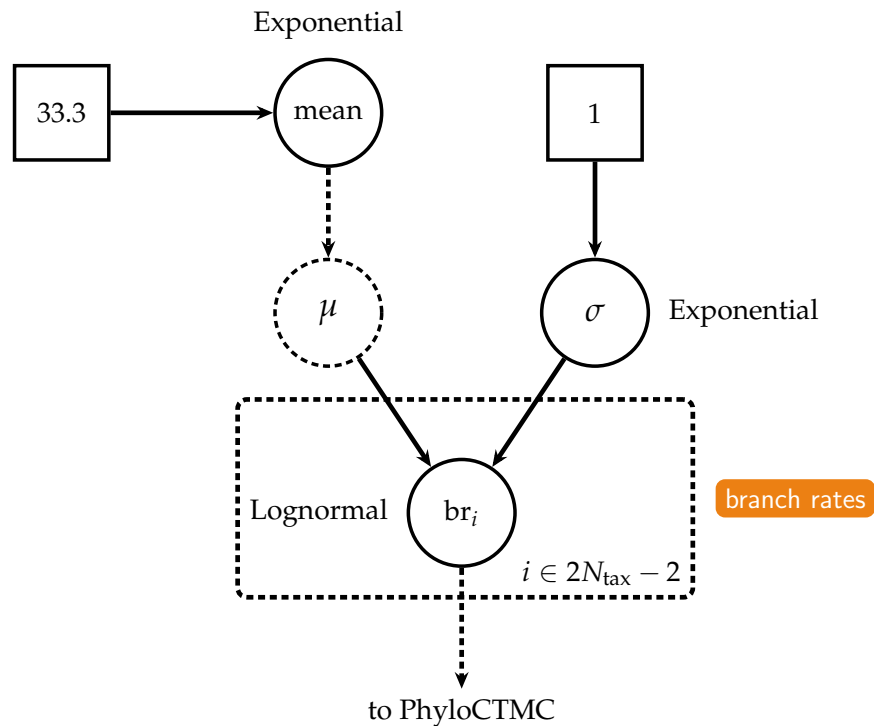 Exponential
33.3
mean
1
μ
σ
Exponential
Lognormal
br_i
branch rates
i ∈ 2N_tax − 2
to PhyloCTMC